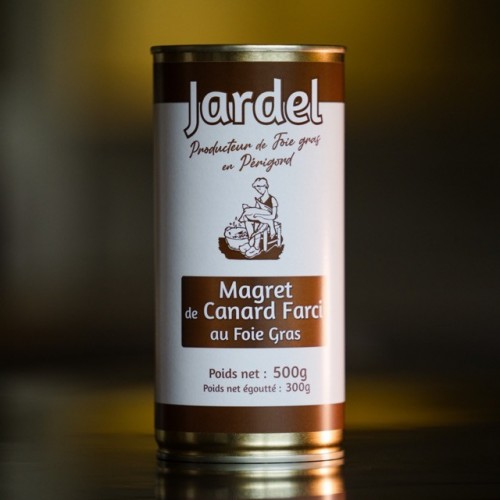 Jardel
Producteur de Foie gras
en Périgord
Magret
de Canard Farci
au Foie Gras
Poids net : 500g
Poids net égoutté : 300g